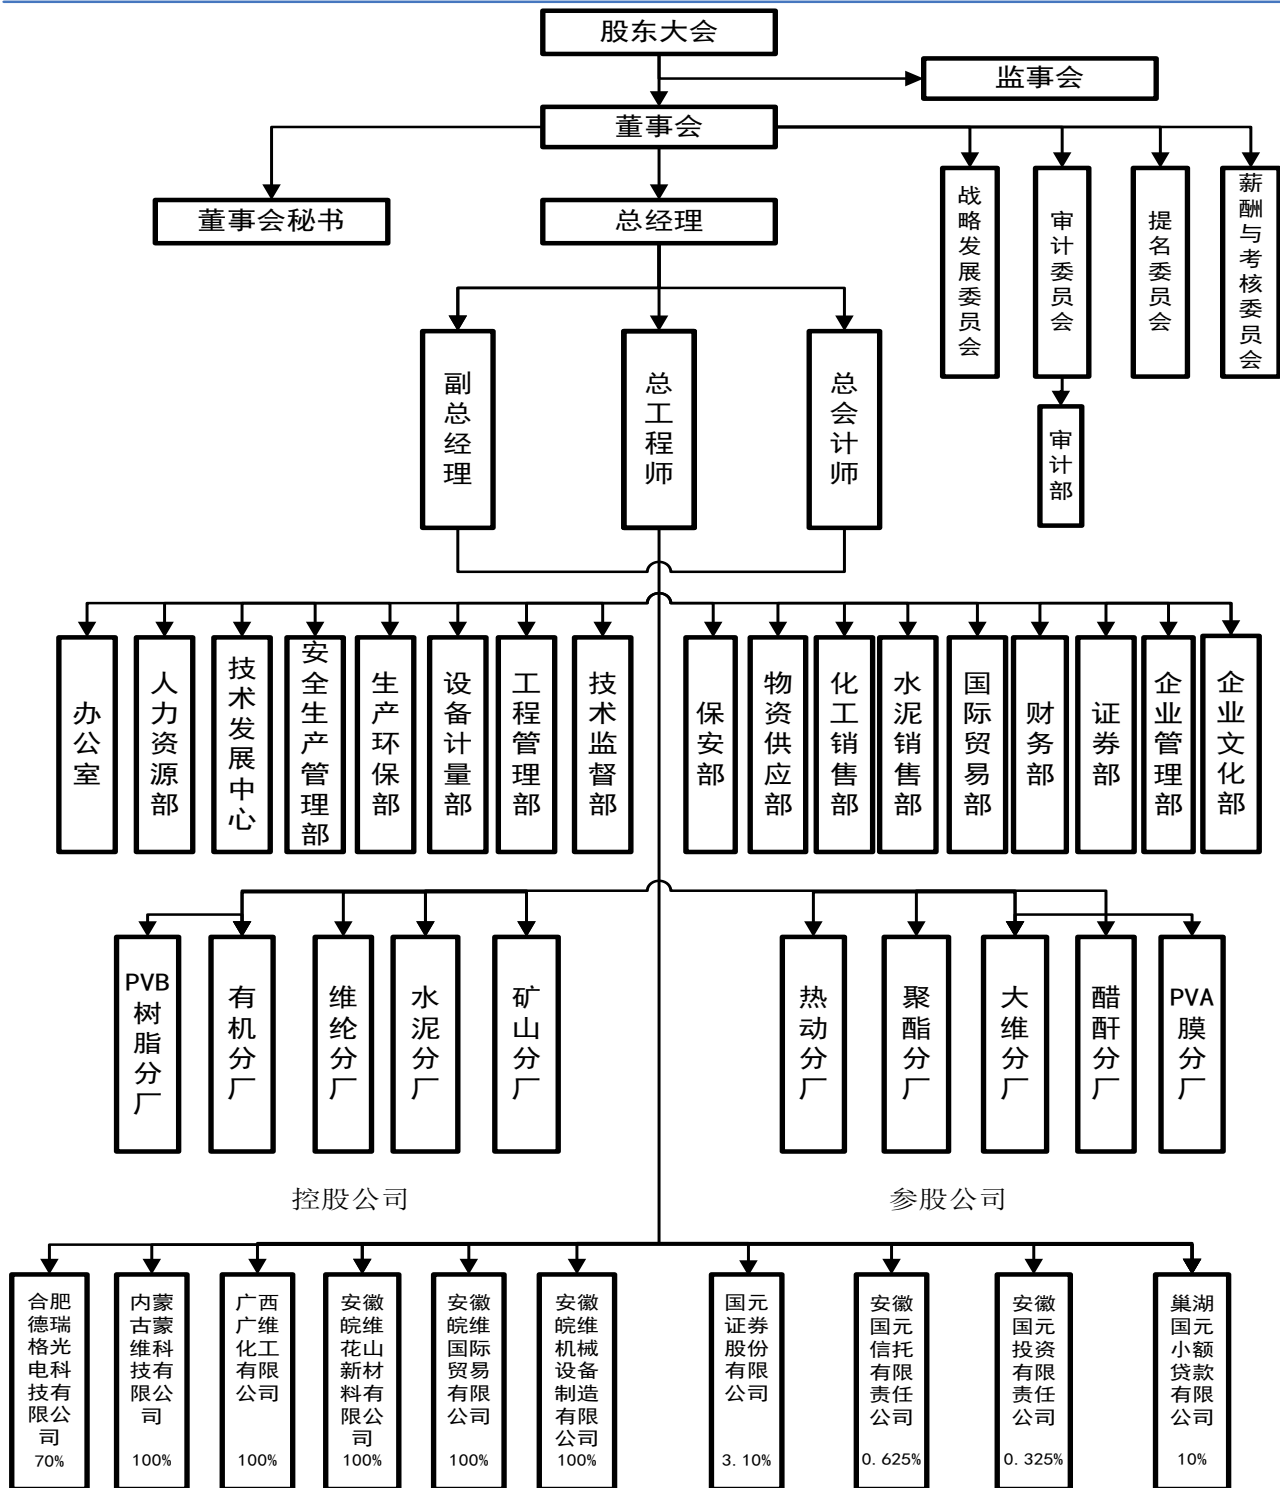 股东大会
监事会
董事会
董事会秘书
总经理
战略发展委员会
审计委员会
提名委员会
薪酬与考核委员会
审计部
副总经理
总工程师
总会计师
办公室
人力资源部
技术发展中心
安全生产管理部
生产环保部
设备计量部
工程管理部
技术监督部
保安部
物资供应部
化工销售部
水泥销售部
国际贸易部
财务部
证券部
企业管理部
企业文化部
PVB树脂分厂
有机分厂
维纶分厂
水泥分厂
矿山分厂
热动分厂
聚酯分厂
大维分厂
醋酐分厂
PVA膜分厂
控股公司
参股公司
合肥
德瑞
格光
电科
技有
限公
司
70%
内蒙
古蒙
维科
技有
限公
司
100%
广西
广维
化工
有限
公司
100%
安徽
皖维
花山
新材
料有
限公
司
100%
安徽
皖维
国际
贸易
有限
公司
100%
安徽
皖维
机械
设备
制造
有限
公司
100%
国元
证券
股份
有限
公司
3.10%
安徽
国元
信托
有限
责任
公司
0.625%
安徽
国元
投资
有限
责任
公司
0.325%
巢湖
国元
小额
贷款
有限
公司
10%